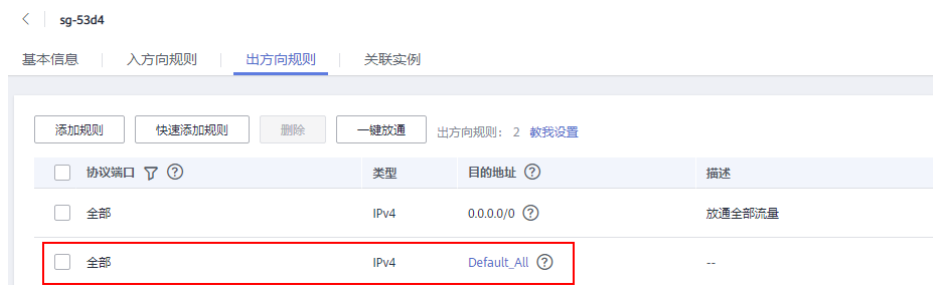 sg-53d4
基本信息 入方向规则 出方向规则 关联实例
添加规则 快速添加规则 删除 一键放通 出方向规则: 2 教我设置
协议端口 类型 目的地址 描述
全部 IPv4 0.0.0.0/0 放通全部流量
全部 IPv4 Default_All --